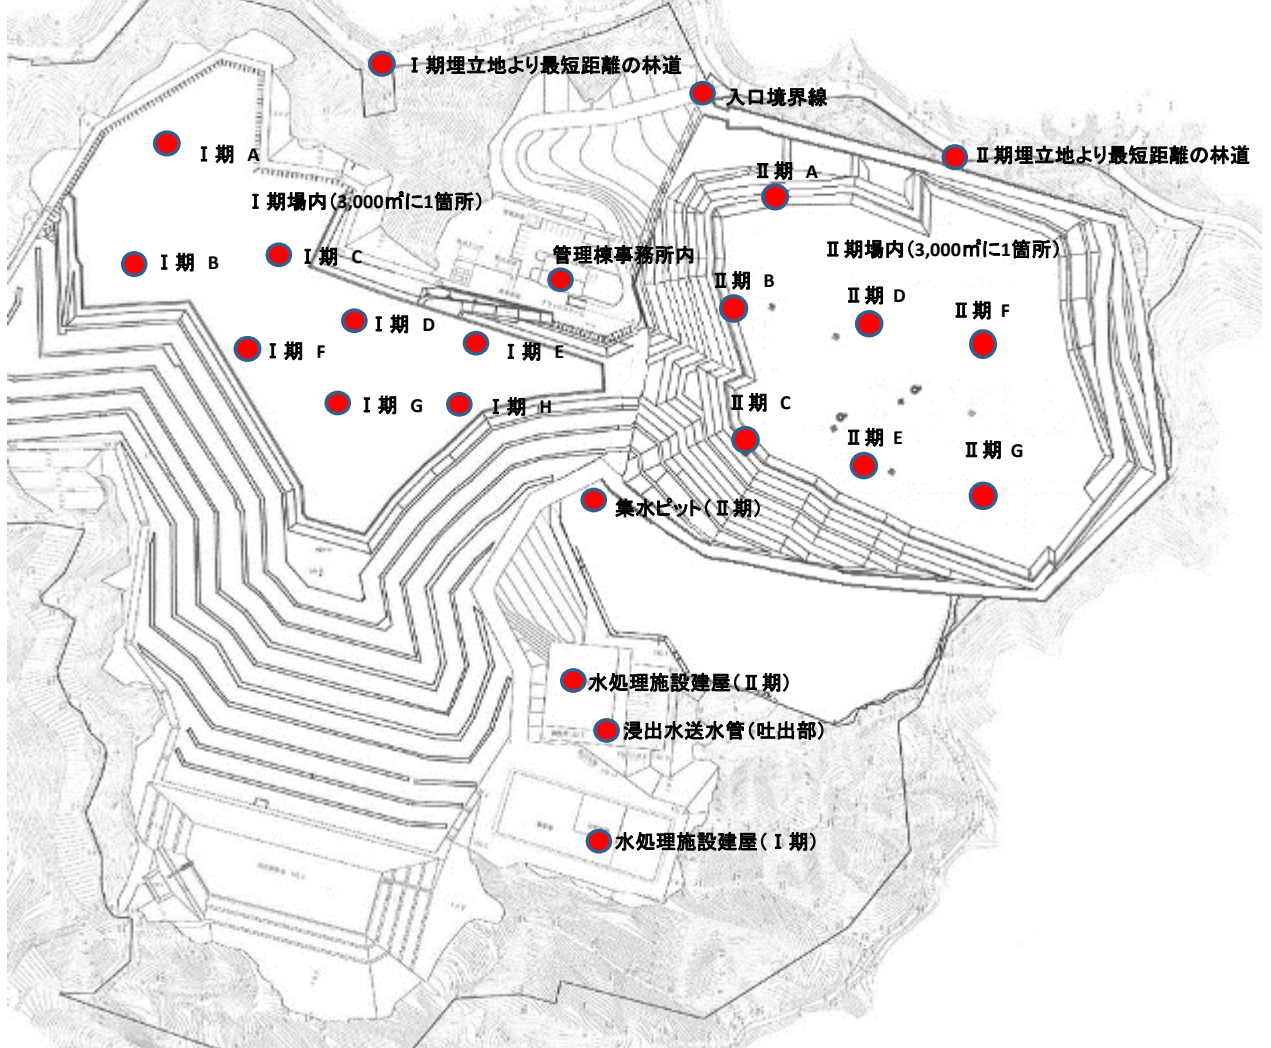 Ⅰ期埋立地より最短距離の林道
入口境界線
Ⅱ期埋立地より最短距離の林道
Ⅰ期 A
Ⅱ期 A
Ⅰ期場内(3,000㎡に1箇所)
Ⅱ期場内(3,000㎡に1箇所)
Ⅰ期 B
Ⅰ期 C
管理棟事務所内
Ⅱ期 B
Ⅱ期 D
Ⅱ期 F
Ⅰ期 D
Ⅰ期 F
Ⅰ期 E
Ⅰ期 G
Ⅰ期 H
Ⅱ期 C
Ⅱ期 E
Ⅱ期 G
集水ピット(Ⅱ期)
水処理施設建屋(Ⅱ期)
浸出水送水管(吐出部)
水処理施設建屋(Ⅰ期)